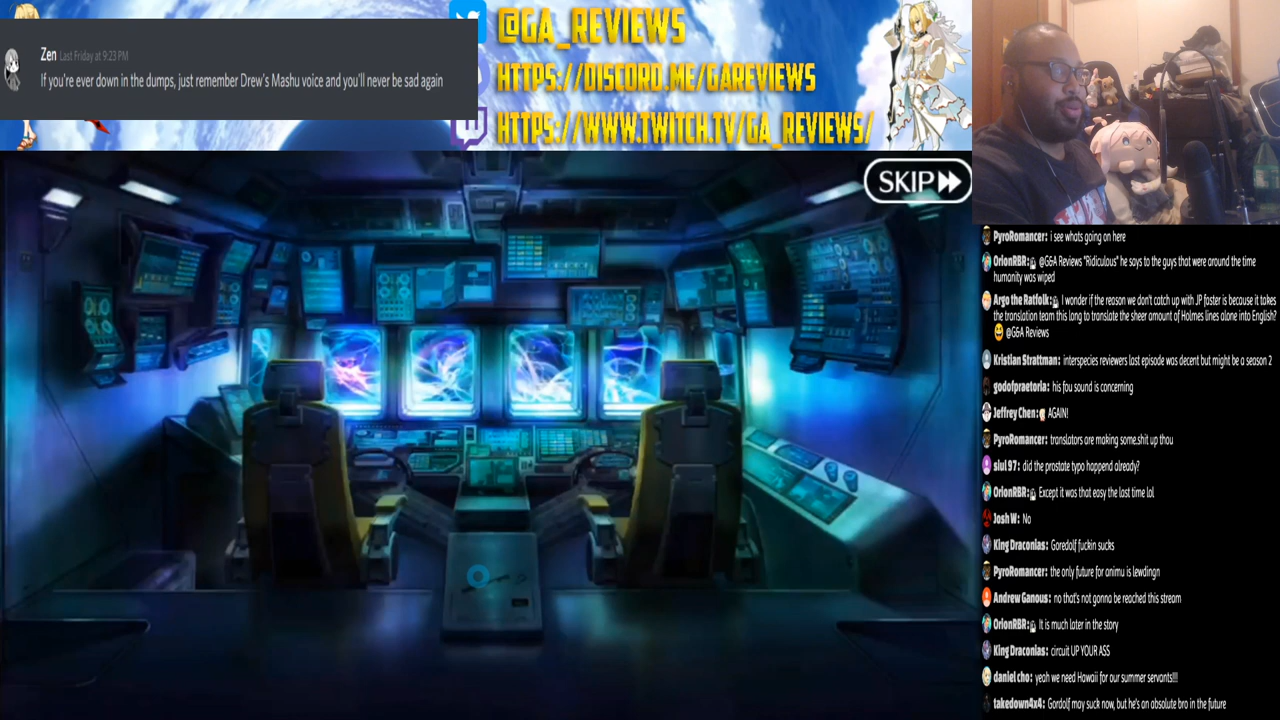 Zen Last Friday at 9:23 PM
If you're ever down in the dumps, just remember Drew's Mashu voice and you'll never be sad again
@GA_REVIEWS
HTTPS://DISCORD.ME/GAREVIEWS
HTTPS://WWW.TWITCH.TV/GA_REVIEWS/
SKIP
PyroRomancer: i see whats going on here
OrionRBR: @G&A Reviews "Ridiculous" he says to the guys that were around the time
humanity was wiped
Argo the Ratfolk: I wonder if the reason we don't catch up with JP faster is because it takes
the translation team this long to translate the sheer amount of Holmes lines alone into English?
@G&A Reviews
Kristian Strattman: interspecies reviewers last episode was decent but might be a season 2
godofpraetoria: his fou sound is concerning
Jeffrey Chen: AGAIN!
PyroRomancer: translators are making some.shit up thou
siul97: did the prostate typo happend already?
OrionRBR: Except it was that easy the last time lol
Josh W: No
King Draconias: Goredolf fuckin sucks
PyroRomancer: the only future for animu is lewdingn
Andrew Ganous: no that's not gonna be reached this stream
OrionRBR: It is much later in the story
King Draconias: circuit UP YOUR ASS
daniel cho: yeah we need Hawaii for our summer servants!!!
takedown4x4: Gordolf may suck now, but he's an absolute bro in the future